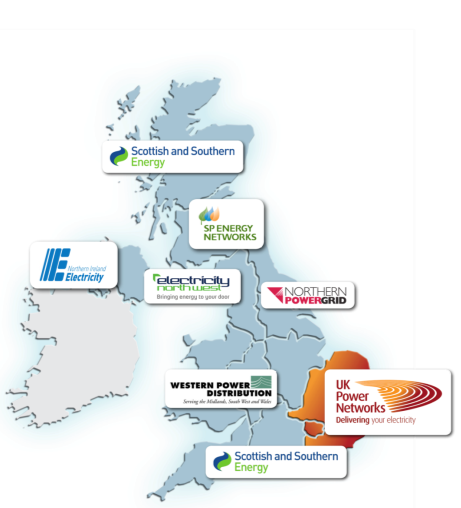 Scottish and Southern
Energy
SP ENERGY
NETWORKS
Northern Ireland
Electricity
electricity
northwest
Bringing energy to your door
NORTHERN
POWERGRID
WESTERN POWER
DISTRIBUTION
Serving the Midlands, South West and Wales
UK
Power
Networks
Delivering your electricity
Scottish and Southern
Energy